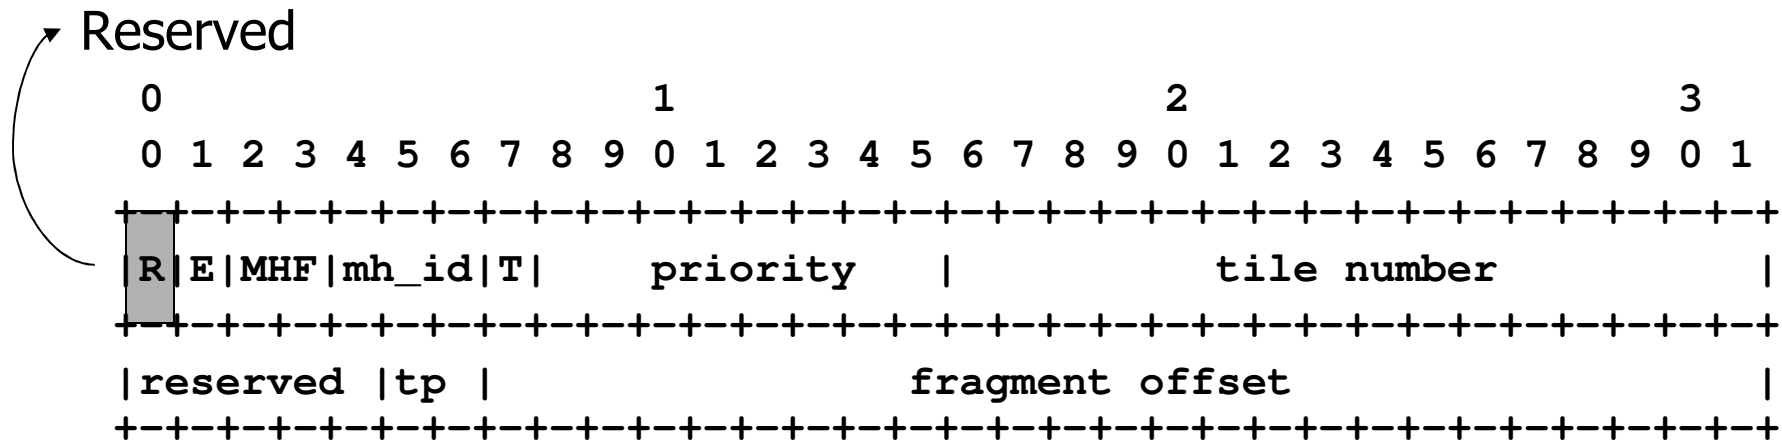 Reserved
0 1 2 3
0 1 2 3 4 5 6 7 8 9 0 1 2 3 4 5 6 7 8 9 0 1 2 3 4 5 6 7 8 9 0 1
+-+-+-+-+-+-+-+-+-+-+-+-+-+-+-+-+-+-+-+-+-+-+-+-+-+-+-+-+-+-+-+-+
|R|E|MHF|mh_id|T| priority | tile number |
+-+-+-+-+-+-+-+-+-+-+-+-+-+-+-+-+-+-+-+-+-+-+-+-+-+-+-+-+-+-+-+-+
|reserved |tp | fragment offset |
+-+-+-+-+-+-+-+-+-+-+-+-+-+-+-+-+-+-+-+-+-+-+-+-+-+-+-+-+-+-+-+-+